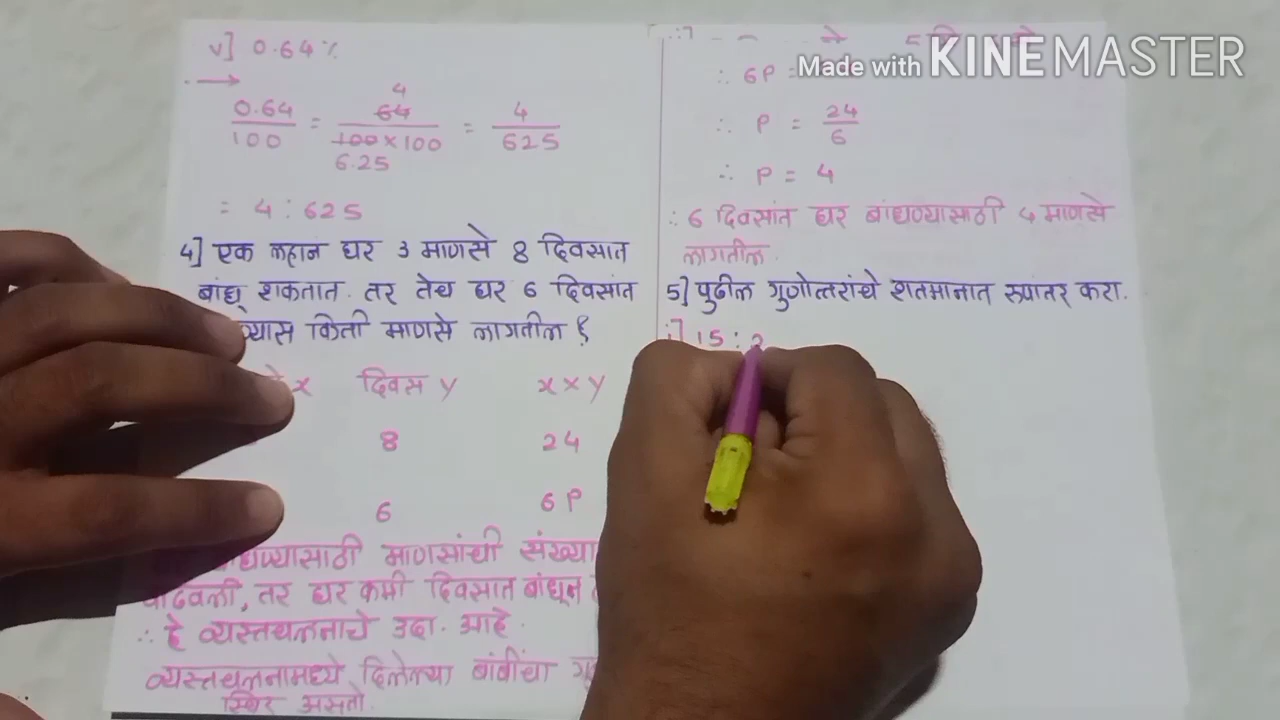 v] 0.64%
→
0.64/100 = 64/100×100 = 4/625
4
6.25
= 4:625
4] एक लहान घर 3 माणसे 8 दिवसात
बांधू शकतात. तर तेच घर 6 दिवसांत
किती माणसे लागतील ?
x दिवस y x×y
8 24
6 6P
माणसांची संख्या
वाढवली, तर घर कमी दिवसात बांधून
∴ हे व्यस्तचलनाचे उदा. आहे.
व्यस्तचलनामध्ये दिलेल्या बाबींचा
स्थिर असतो.
Made with KINEMASTER
∴ 6P =
∴ P = 24/6
∴ P = 4
∴ 6 दिवसांत घर बांधण्यासाठी 4 माणसे
लागतील.
5] पुढील गुणोत्तरांचे शतमानात रुपांतर करा.
i] 15: